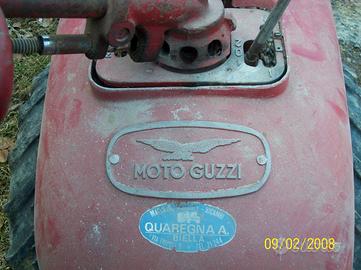 MOTO GUZZI
QUAREGNA A.
BIELLA
09/02/2008